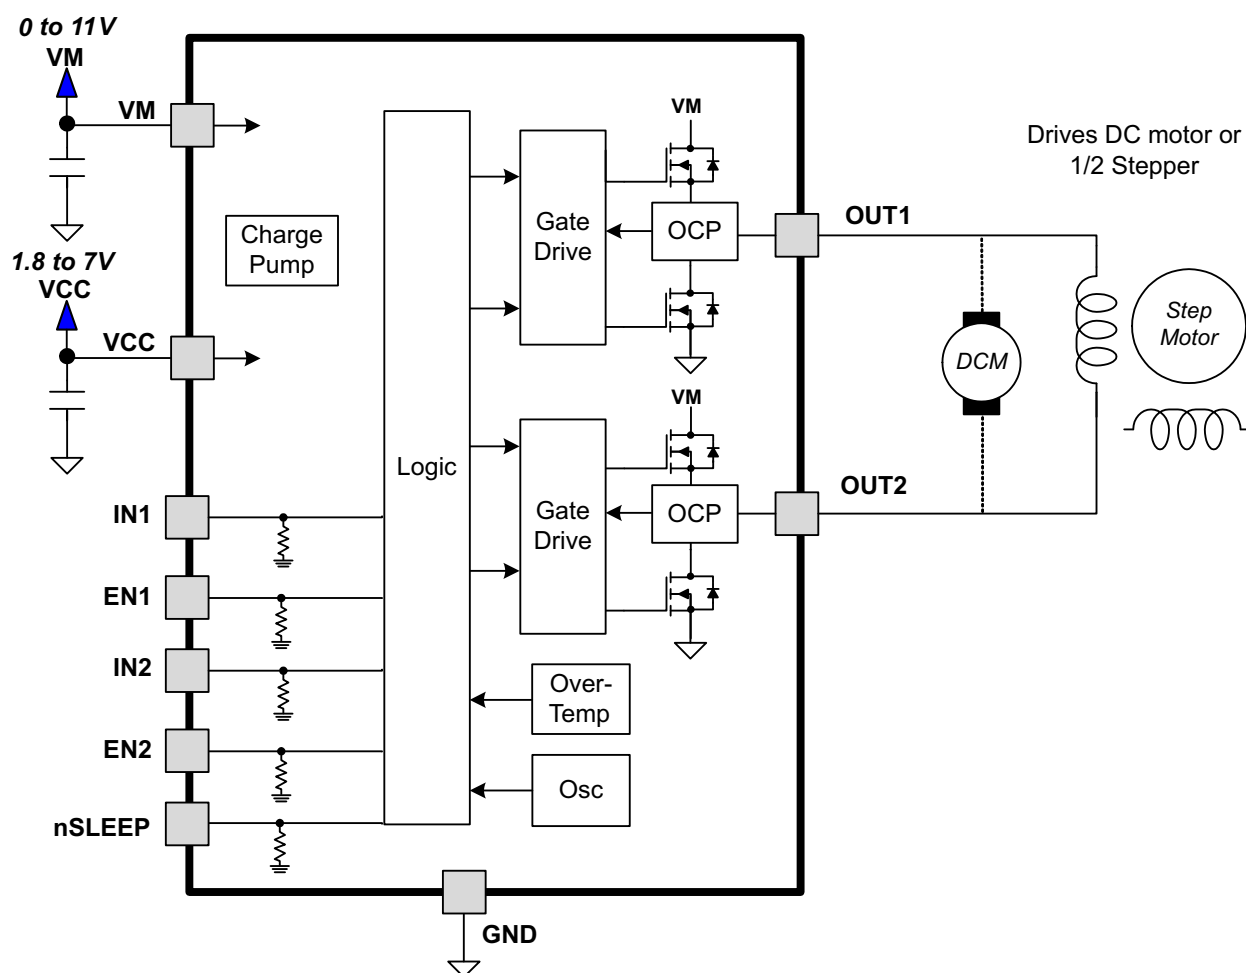 0 to 11V
VM
VM
1.8 to 7V
VCC
VCC
IN1
EN1
IN2
EN2
nSLEEP
GND
Charge
Pump
Logic
Gate
Drive
VM
OCP
Gate
Drive
VM
OCP
Over-
Temp
Osc
OUT1
OUT2
Drives DC motor or
1/2 Stepper
DCM
Step
Motor